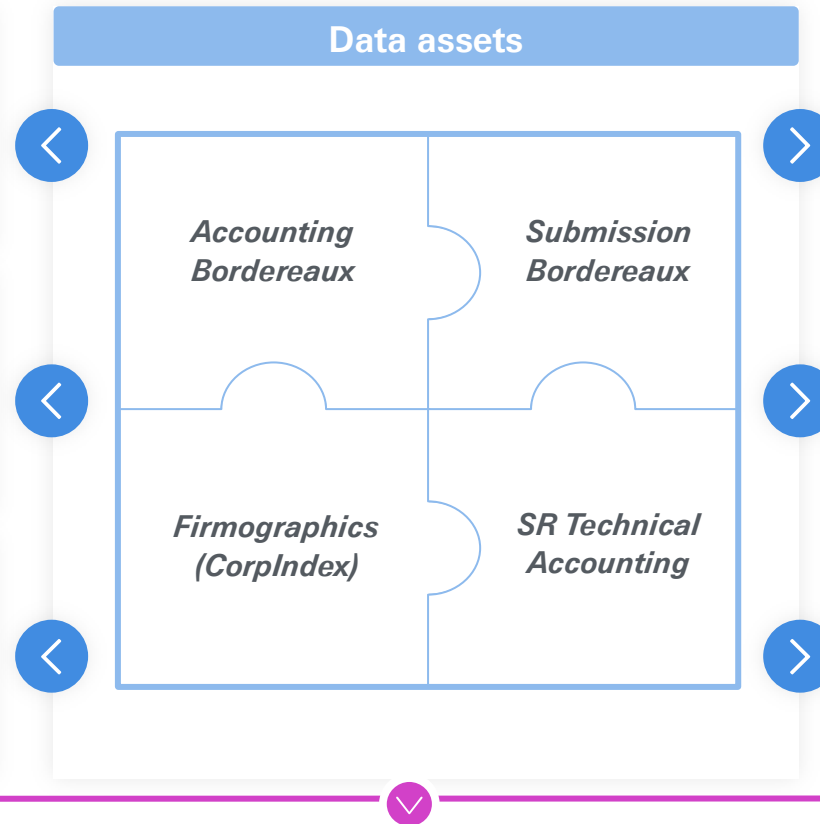 Data assets
Accounting
Bordereaux
Submission
Bordereaux
Firmographics
(CorpIndex)
SR Technical
Accounting